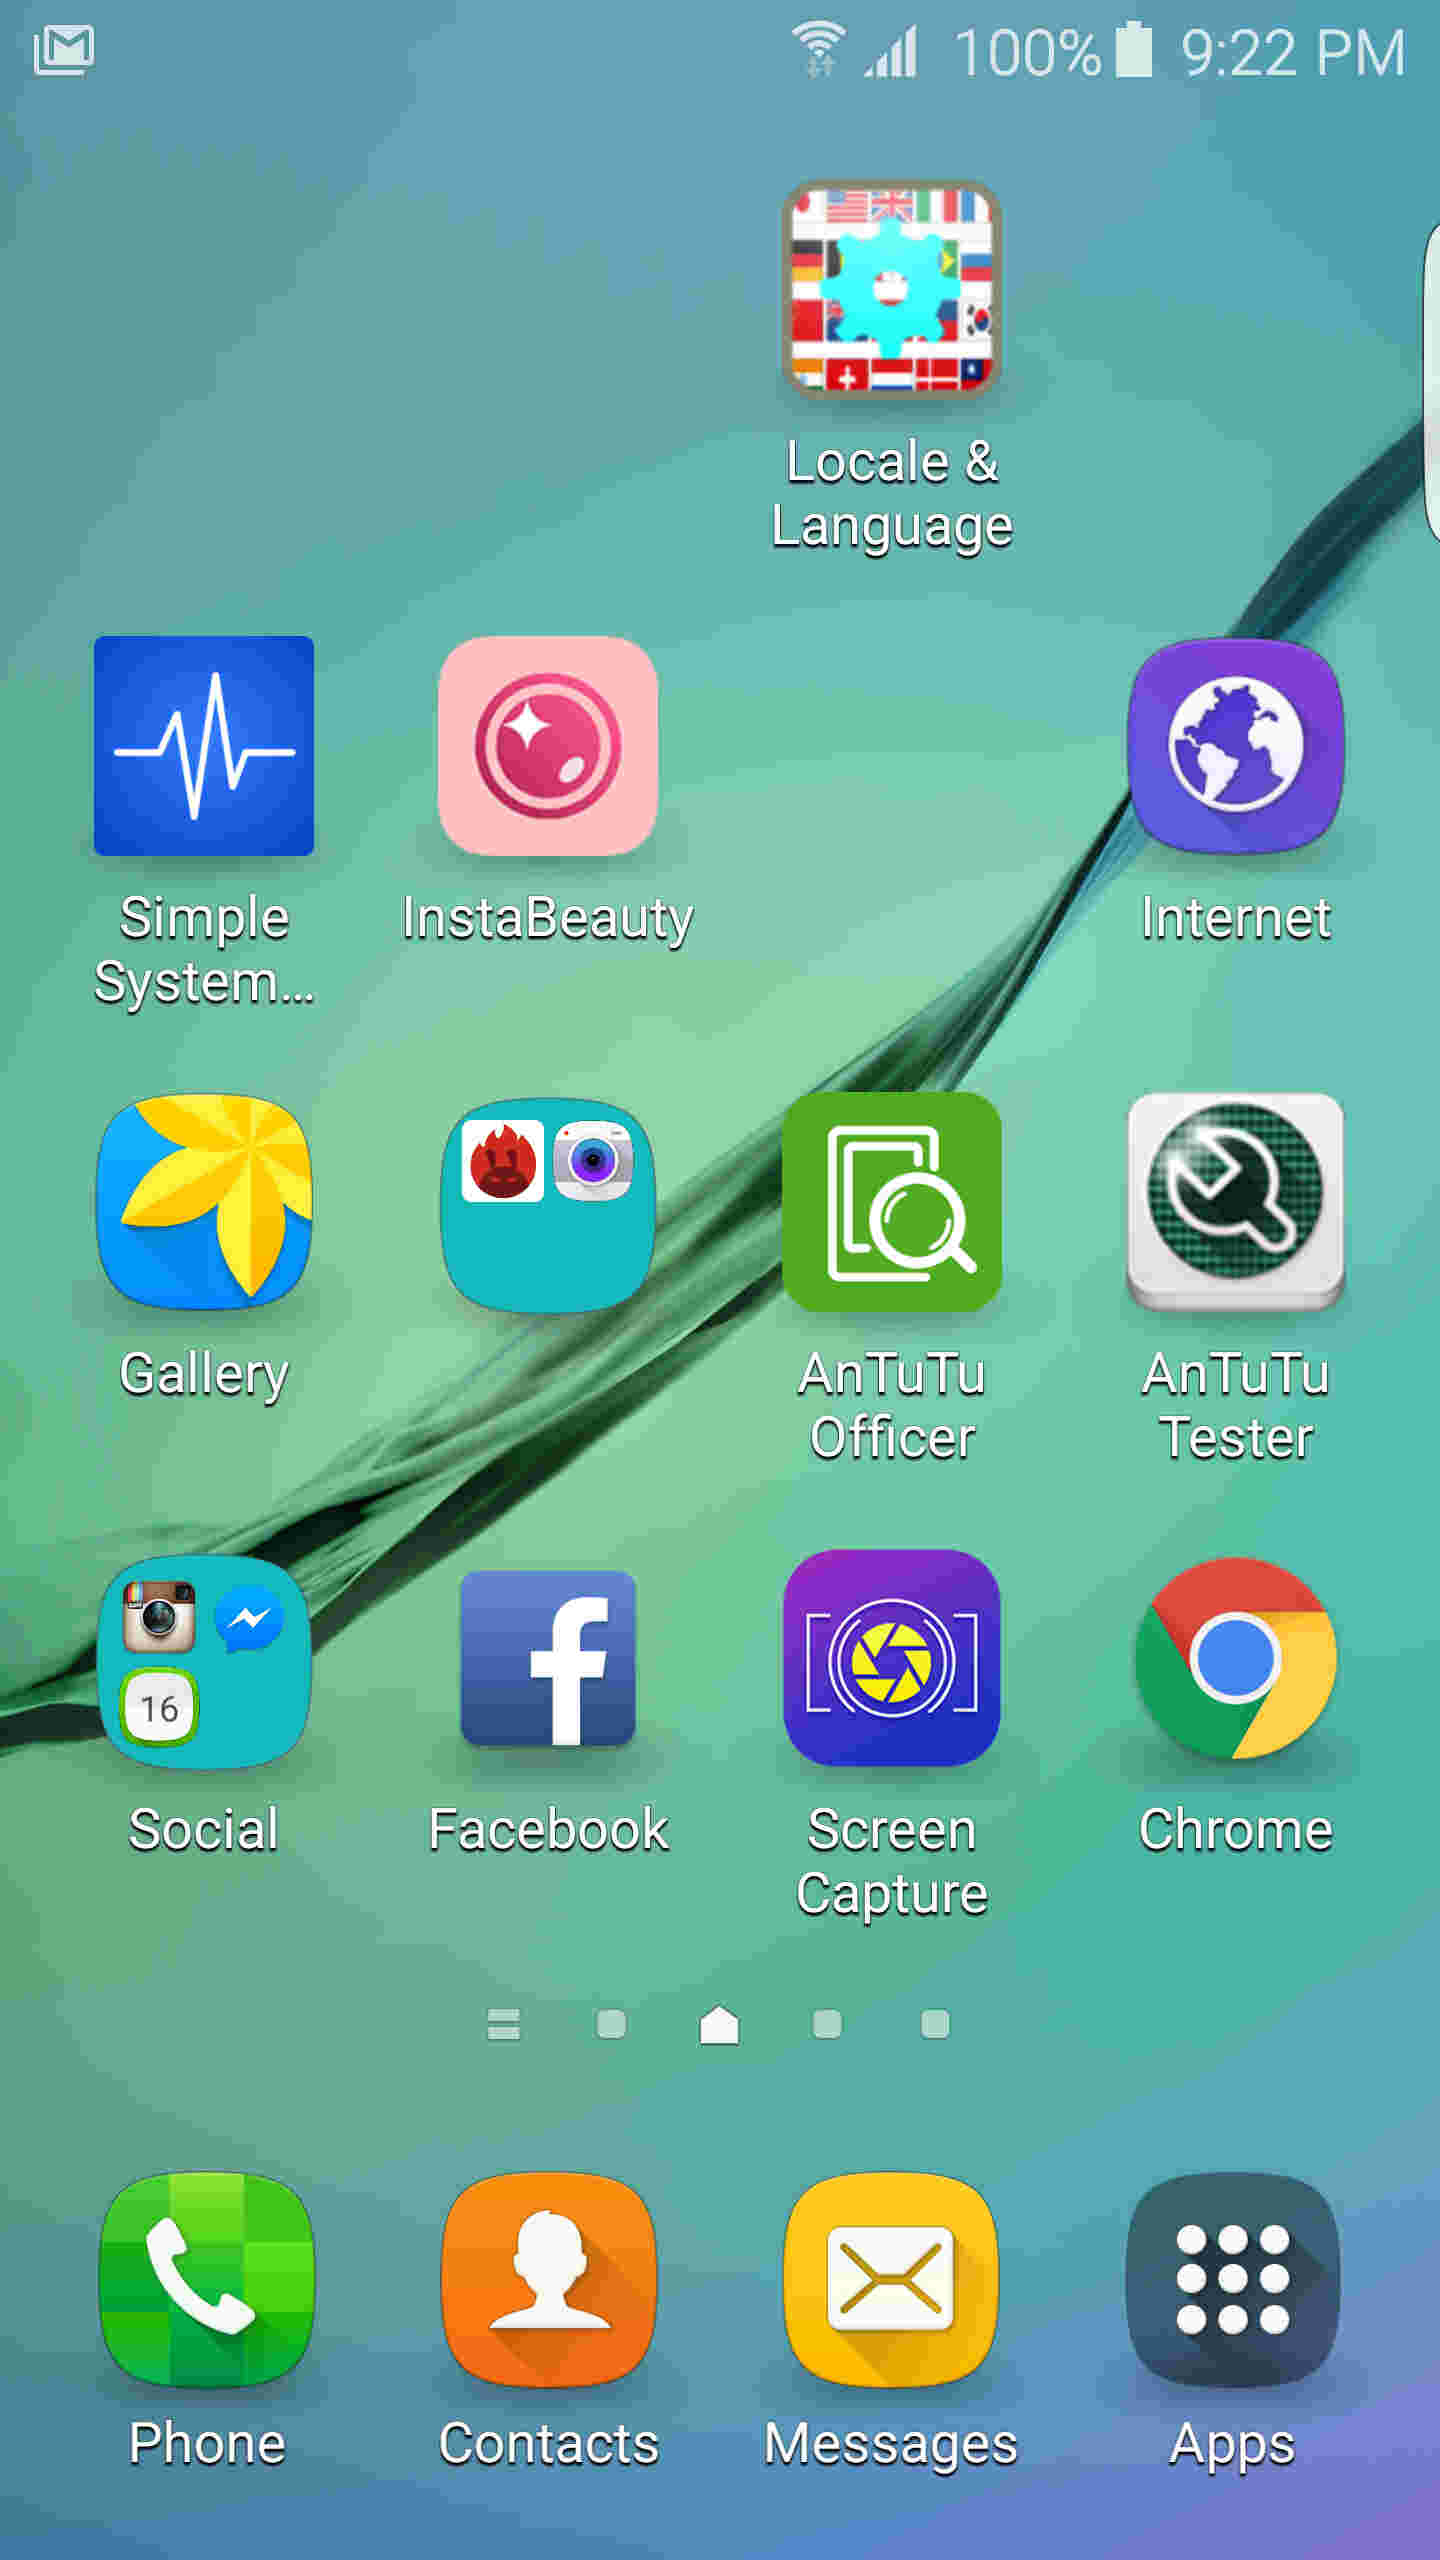 100% 9:22 PM
Locale &
Language
Simple
System...
InstaBeauty
Internet
Gallery
AnTuTu
Officer
AnTuTu
Tester
16
Social
Facebook
Screen
Capture
Chrome
Phone
Contacts
Messages
Apps